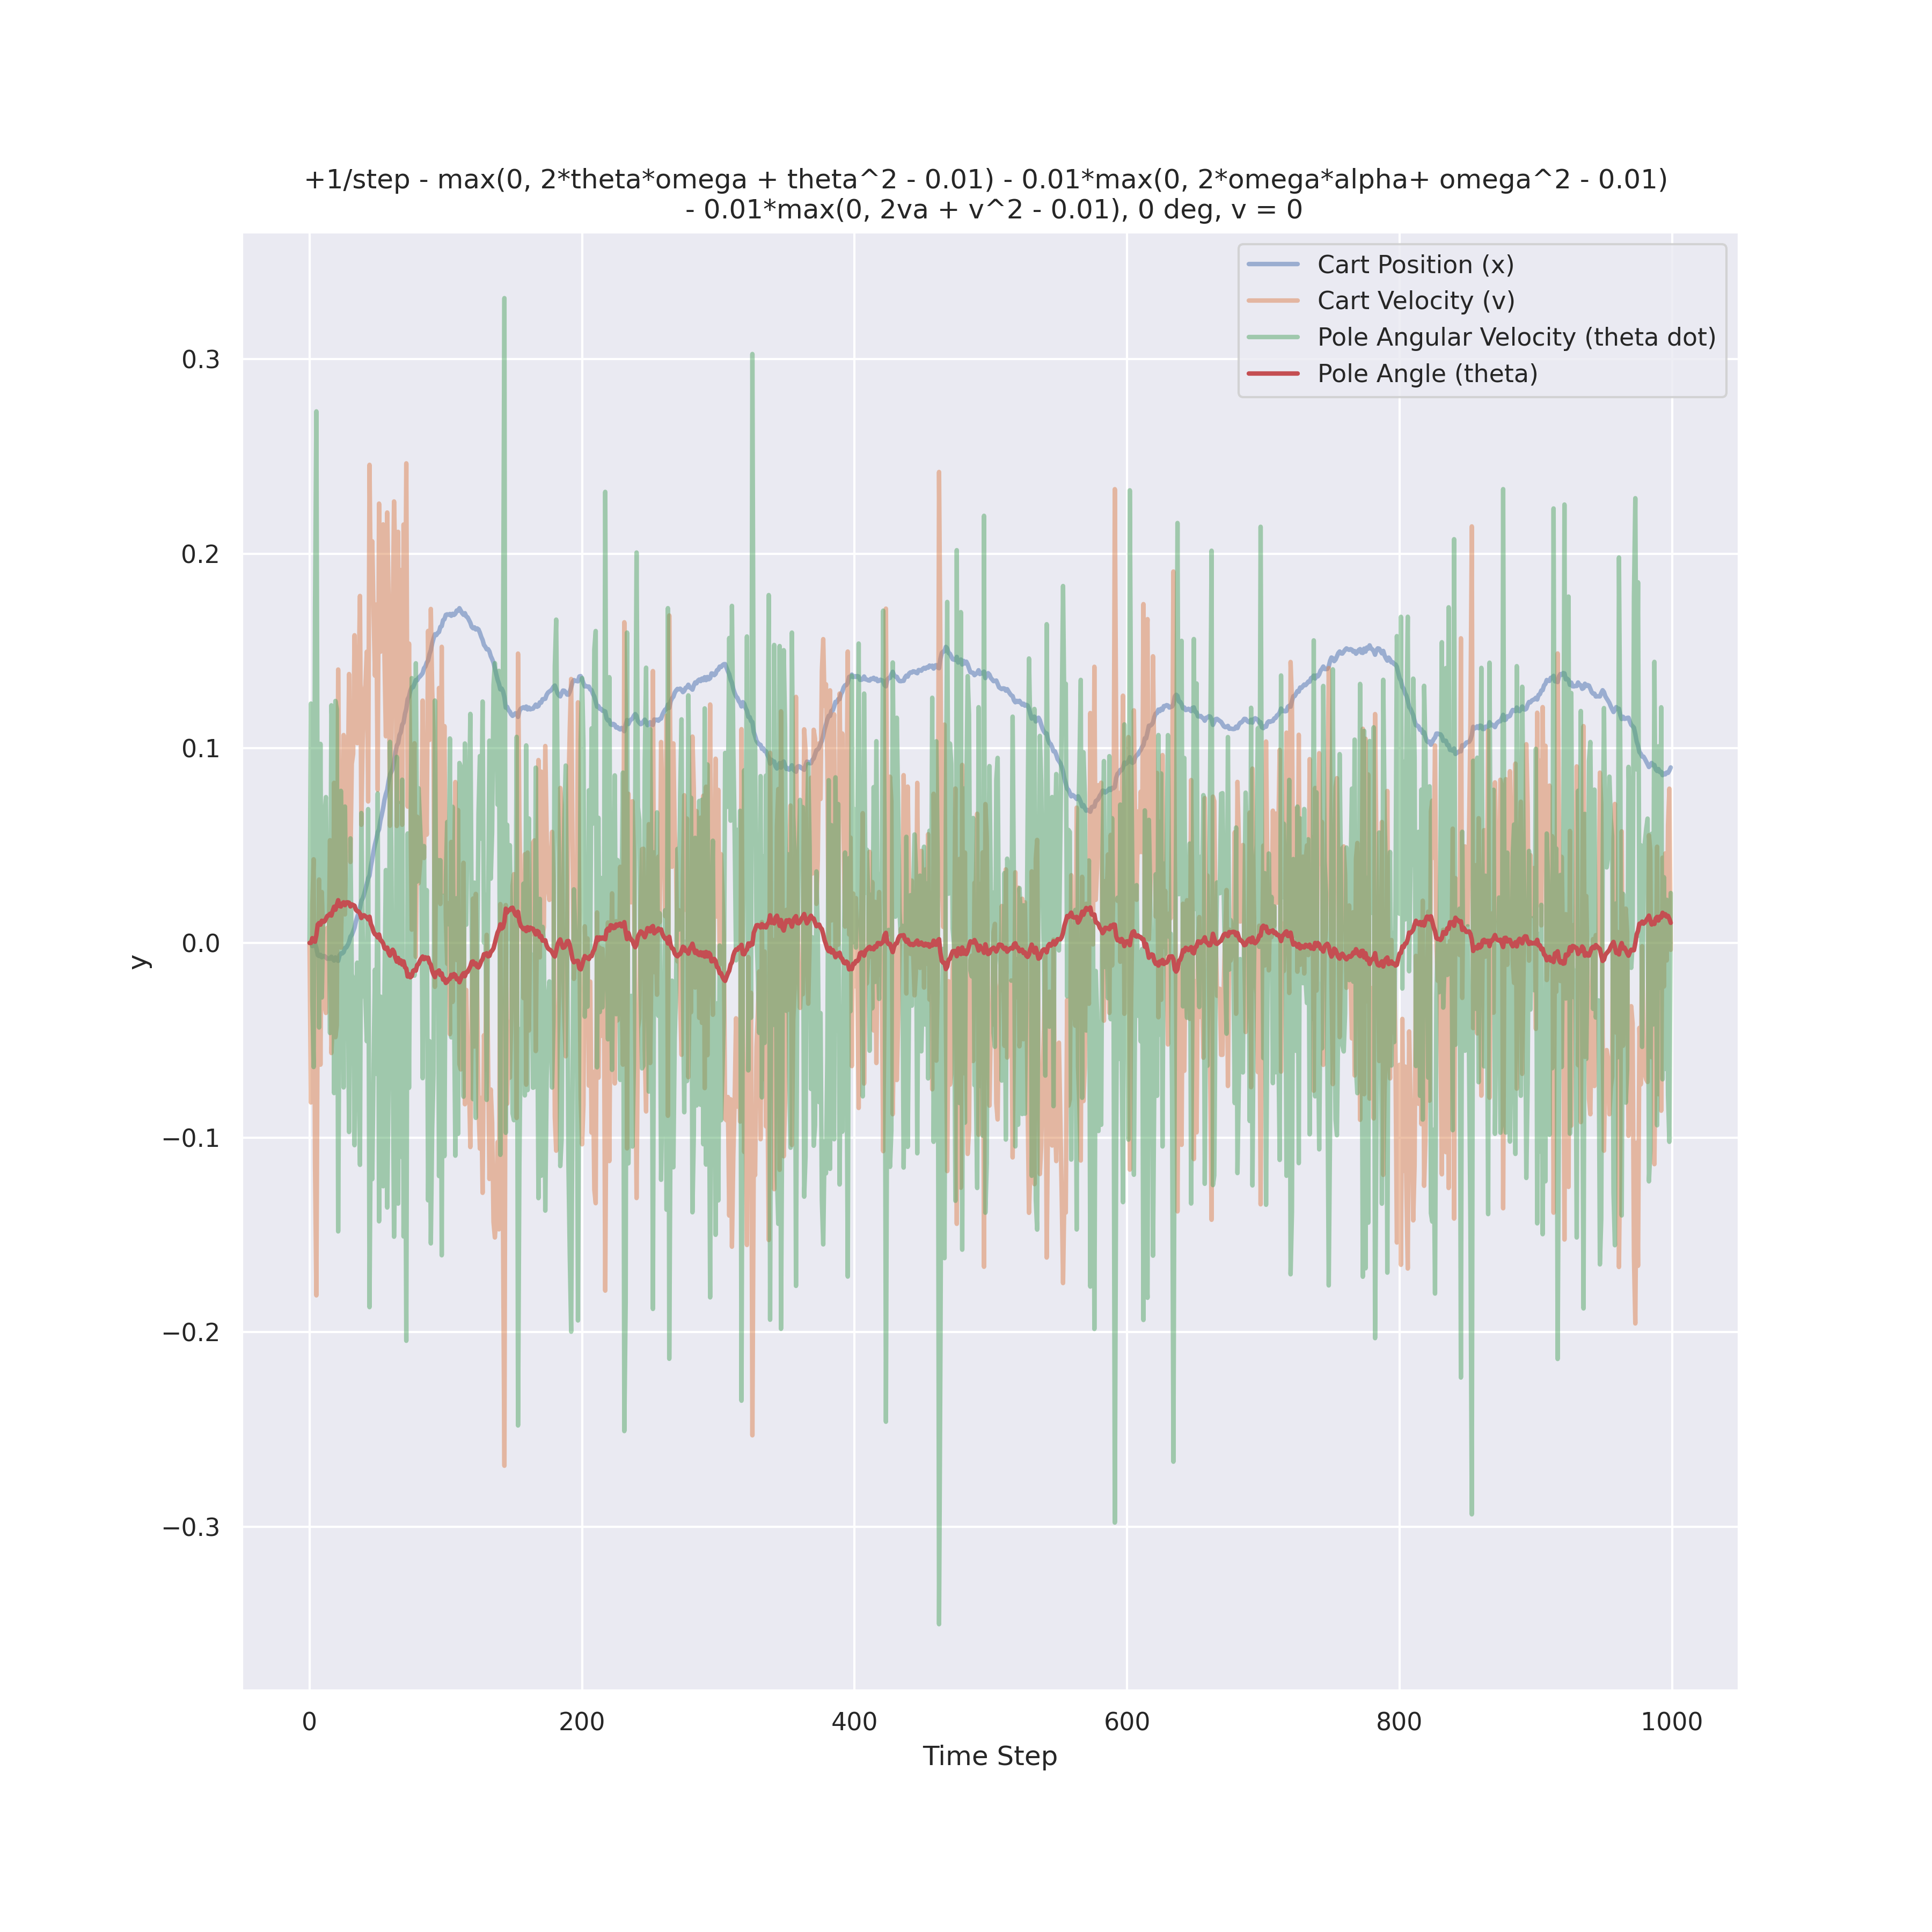 +1/step - max(0, 2*theta*omega + theta^2 - 0.01) - 0.01*max(0, 2*omega*alpha+ omega^2 - 0.01)
- 0.01*max(0, 2va + v^2 - 0.01), 0 deg, v = 0
Cart Position (x)
Cart Velocity (v)
Pole Angular Velocity (theta dot)
Pole Angle (theta)
0.3
0.2
0.1
0.0
−0.1
−0.2
−0.3
y
0
200
400
600
800
1000
Time Step